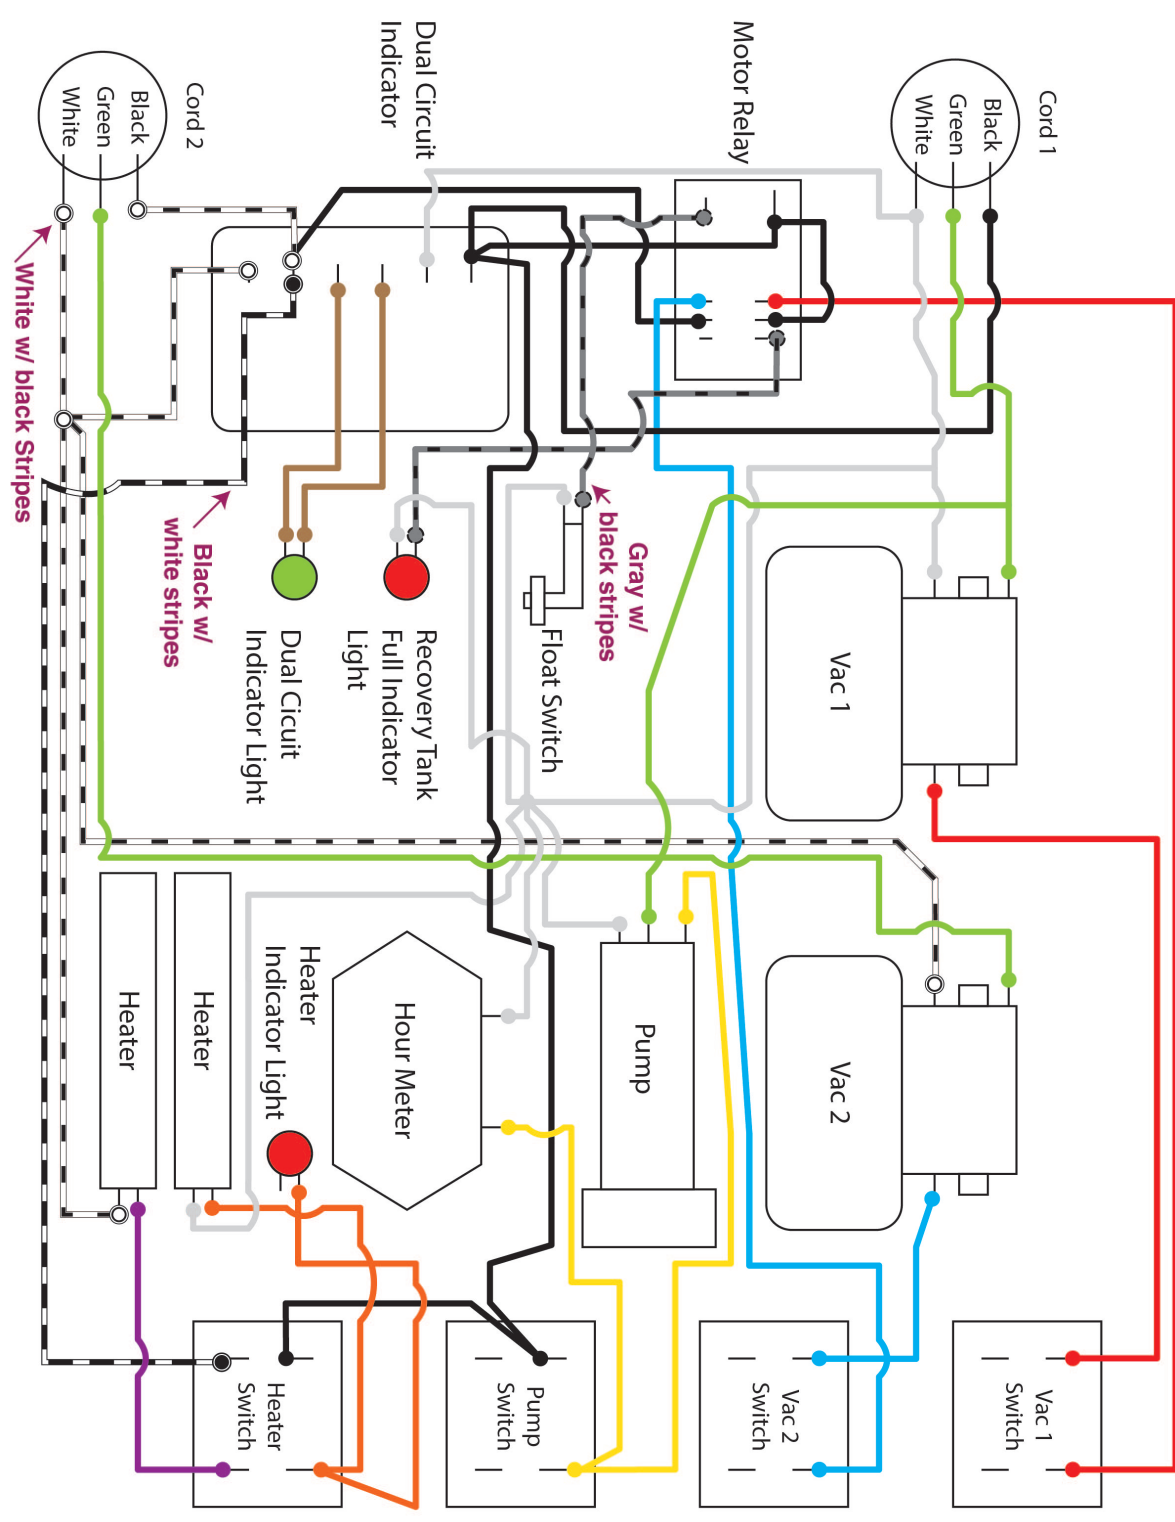 Cord 1
Black
Green
White
Motor Relay
Dual Circuit
Indicator
Cord 2
Black
Green
White
White w/ black Stripes
Black w/
white stripes
Gray w/
black stripes
Vac 1
Float Switch
Recovery Tank
Full Indicator
Light
Dual Cicuit
Indicator Light
Vac 2
Pump
Hour Meter
Heater
Indicator Light
Heater
Heater
Vac 1
Switch
Vac 2
Switch
Pump
Switch
Heater
Switch